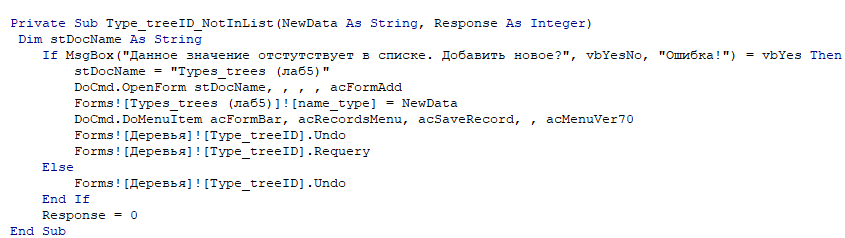 Private Sub Type_treeID_NotInList(NewData As String, Response As Integer)
Dim stDocName As String
If MsgBox("Данное значение отстутствует в списке. Добавить новое?", vbYesNo, "Ошибка!") = vbYes Then
stDocName = "Types_trees (лаб5)"
DoCmd.OpenForm stDocName, , , , acFormAdd
Forms![Types_trees (лаб5)]![name_type] = NewData
DoCmd.DoMenuItem acFormBar, acRecordsMenu, acSaveRecord, , acMenuVer70
Forms![Деревья]![Type_treeID].Undo
Forms![Деревья]![Type_treeID].Requery
Else
Forms![Деревья]![Type_treeID].Undo
End If
Response = 0
End Sub